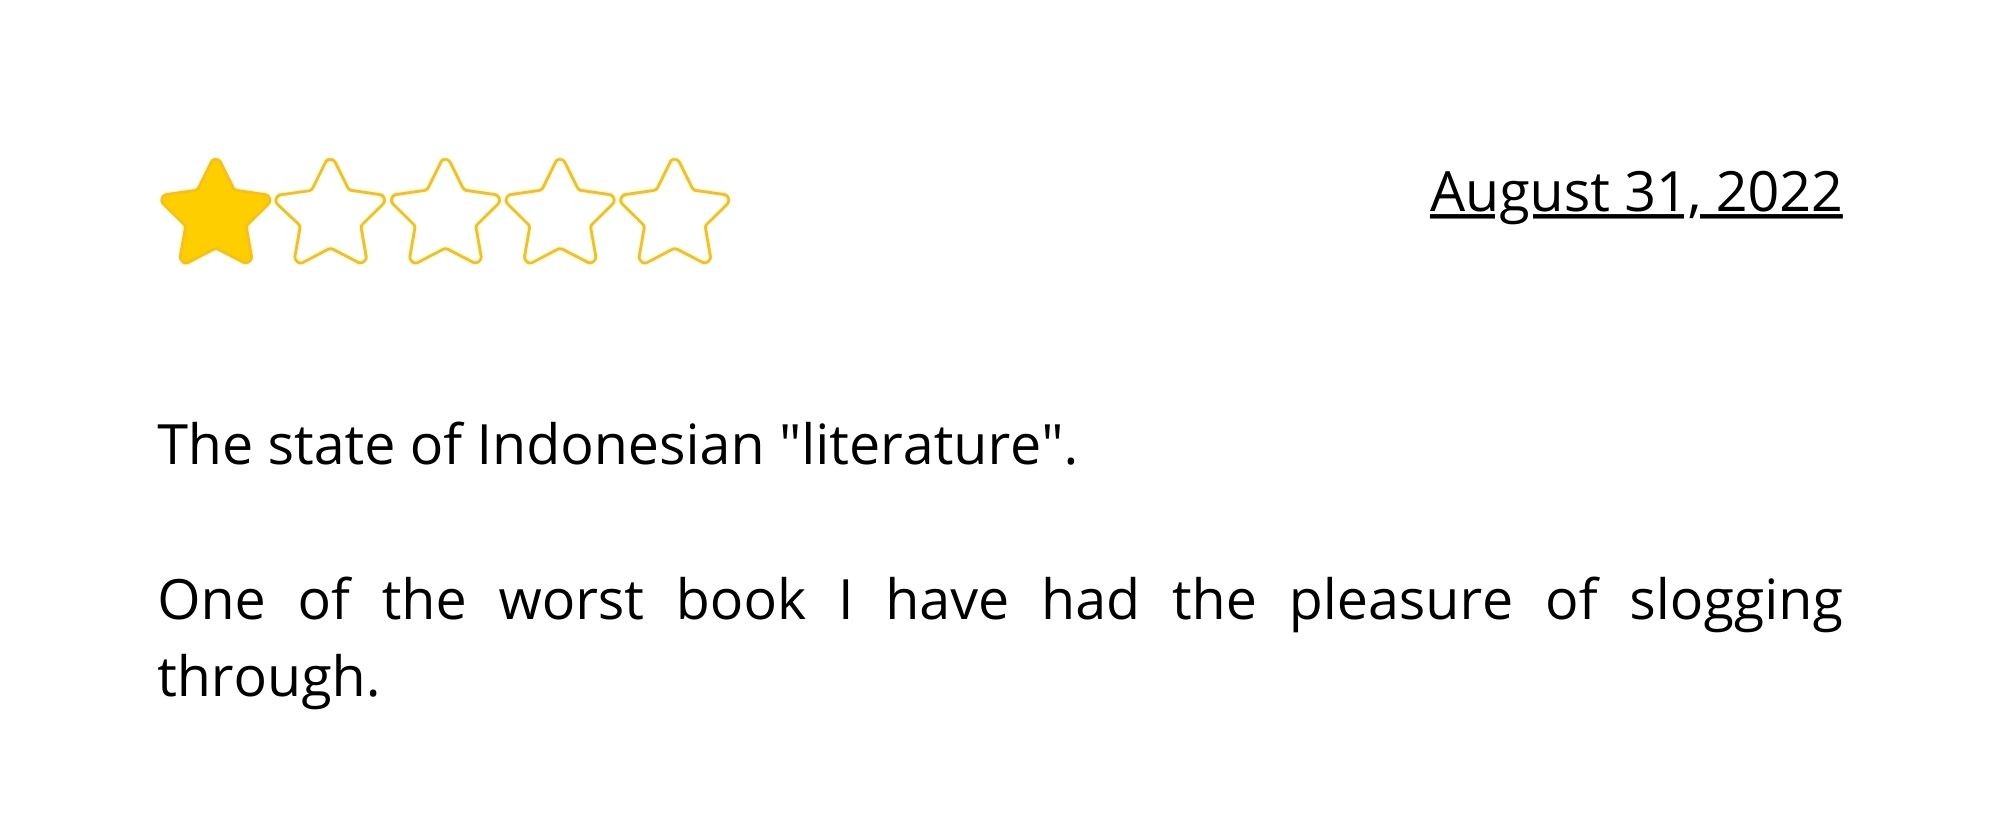 August 31, 2022
The state of Indonesian "literature".
One of the worst book I have had the pleasure of slogging
through.